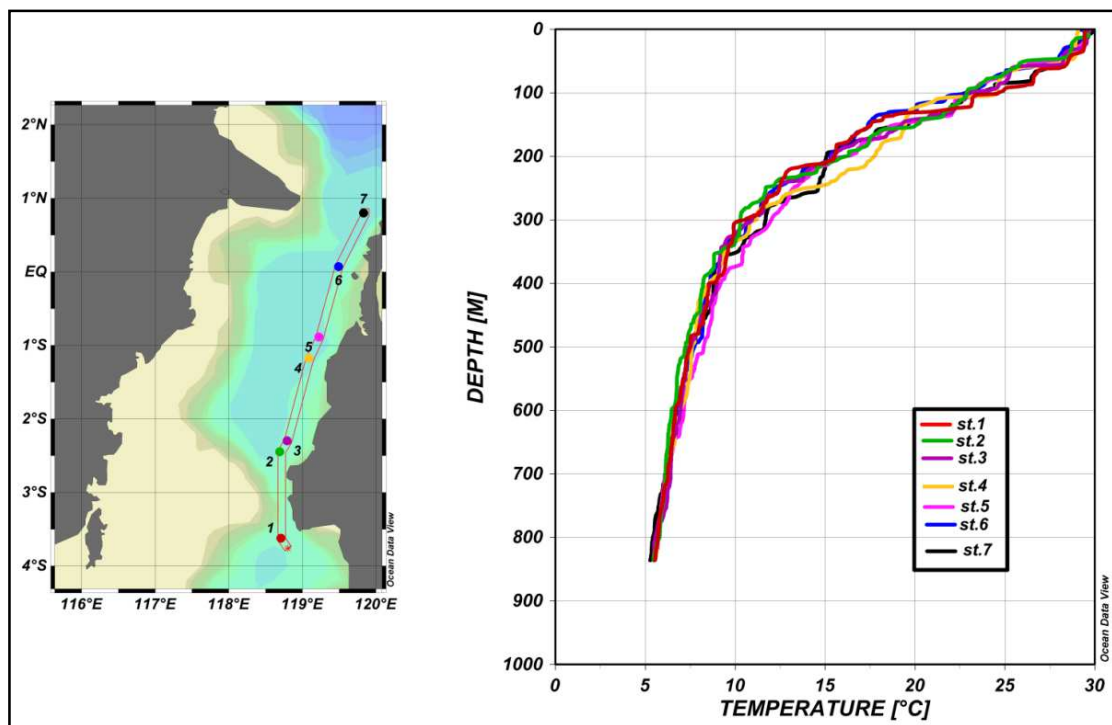 2°N
1°N
EQ
1°S
2°S
3°S
4°S
116°E 117°E 118°E 119°E 120°E
7
6
5
4
3
2
1
Ocean Data View
0
100
200
300
400
500
600
700
800
900
1000
DEPTH [M]
0 5 10 15 20 25 30
TEMPERATURE [°C]
st.1
st.2
st.3
st.4
st.5
st.6
st.7
Ocean Data View